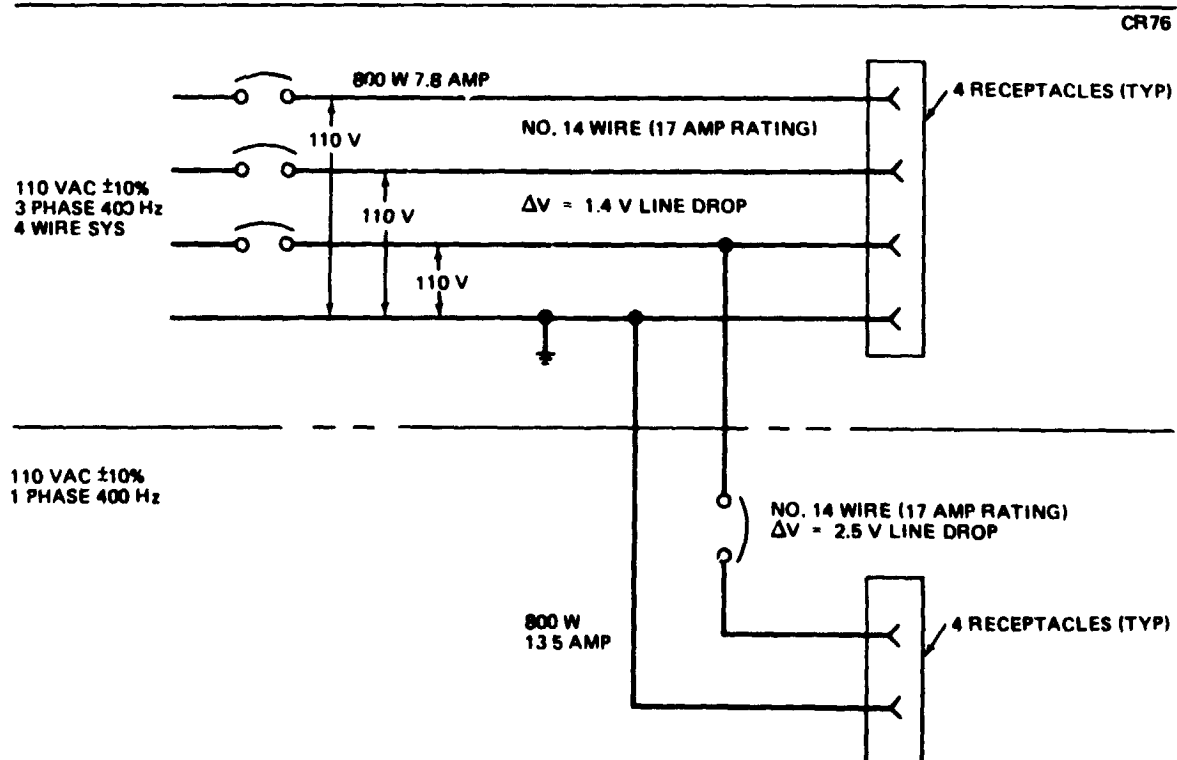 CR76
800 W 7.8 AMP
4 RECEPTACLES (TYP)
110 V
NO. 14 WIRE (17 AMP RATING)
110 VAC ±10%
3 PHASE 400 Hz
4 WIRE SYS
110 V
ΔV = 1.4 V LINE DROP
110 V
110 VAC ±10%
1 PHASE 400 Hz
NO. 14 WIRE (17 AMP RATING)
ΔV = 2.5 V LINE DROP
800 W
13 5 AMP
4 RECEPTACLES (TYP)